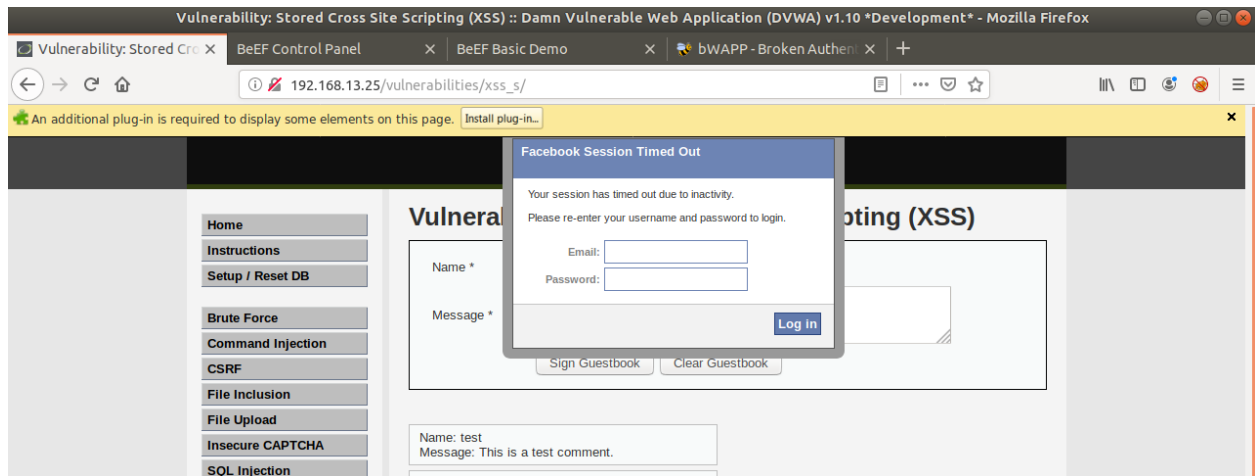 Vulnerability: Stored Cross Site Scripting (XSS) :: Damn Vulnerable Web Application (DVWA) v1.10 *Development* - Mozilla Firefox
Vulnerability: Stored Cro
BeEF Control Panel
BeEF Basic Demo
bWAPP - Broken Authent
192.168.13.25/vulnerabilities/xss_s/
An additional plug-in is required to display some elements on this page. Install plug-in...
Facebook Session Timed Out
Your session has timed out due to inactivity.
Please re-enter your username and password to login.
Email:
Password:
Log in
Home
Instructions
Setup / Reset DB
Brute Force
Command Injection
CSRF
File Inclusion
File Upload
Insecure CAPTCHA
SQL Injection
Vulnera pting (XSS)
Name *
Message *
Sign Guestbook Clear Guestbook
Name: test
Message: This is a test comment.